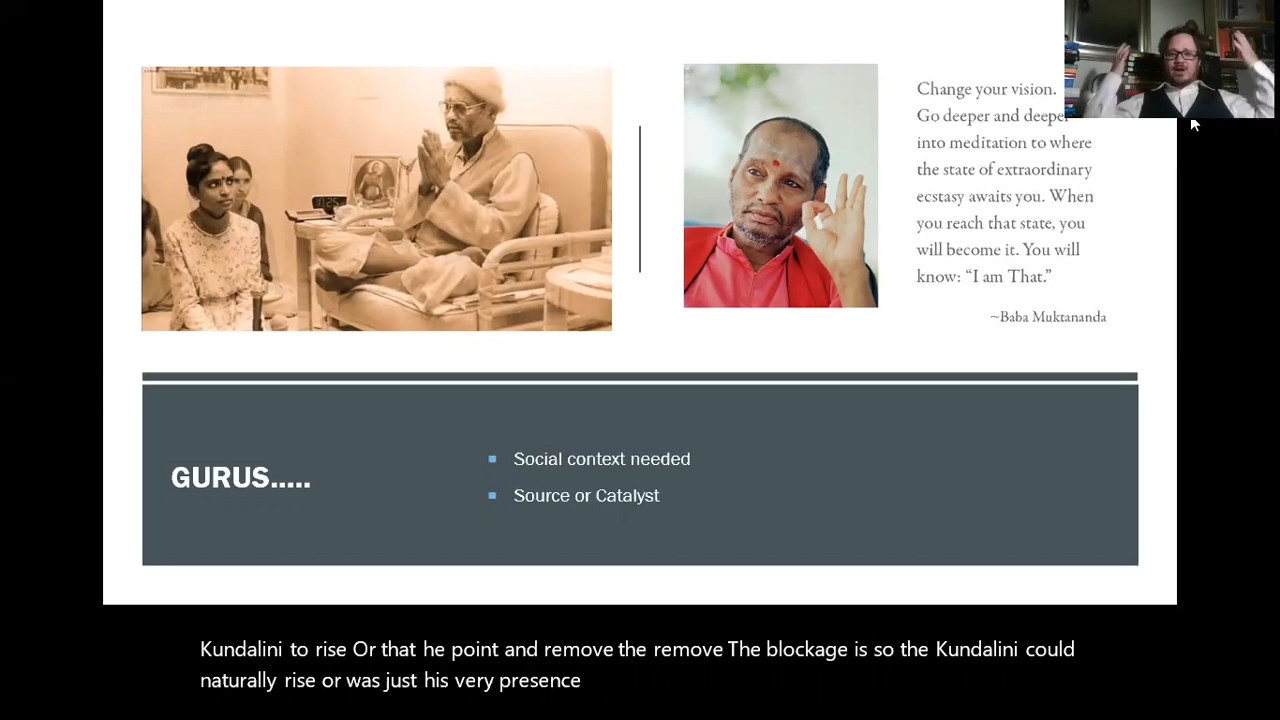 Change your vision.
Go deeper and deeper
into meditation to where
the state of extraordinary
ecstasy awaits you. When
you reach that state, you
will become it. You will
know: “I am That.”
~Baba Muktananda
GURUS.....
Social context needed
Source or Catalyst
Kundalini to rise Or that he point and remove the remove The blockage is so the Kundalini could
naturally rise or was just his very presence